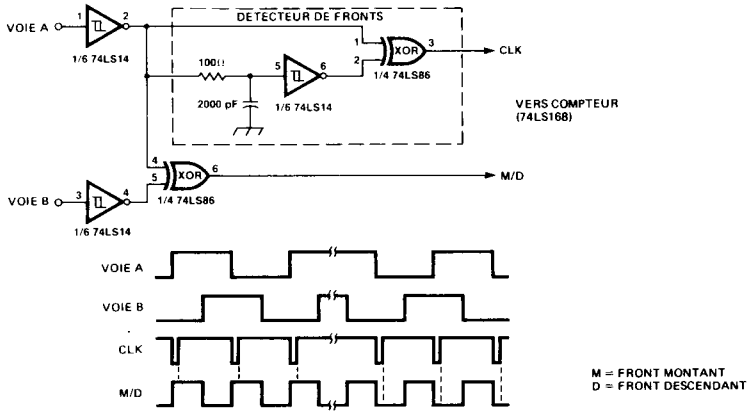 DETECTEUR DE FRONTS
VOIE A
1
2
1/6 74LS14
1
2
XOR
3
CLK
1/4 74LS86
100Ω
5
6
2000 pF
1/6 74LS14
VERS COMPTEUR
(74LS168)
4
5
XOR
6
M/D
1/4 74LS86
VOIE B
3
4
1/6 74LS14
VOIE A
VOIE B
CLK
M/D
M = FRONT MONTANT
D = FRONT DESCENDANT